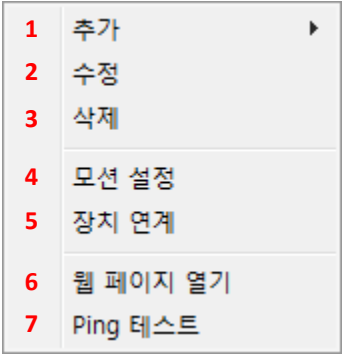 1 추가
2 수정
3 삭제
4 모션 설정
5 장치 연계
6 웹 페이지 열기
7 Ping 테스트